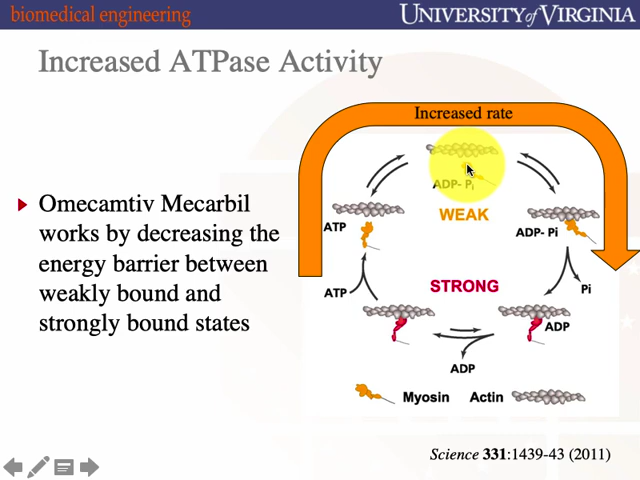 biomedical engineering
UNIVERSITY of VIRGINIA
Increased ATPase Activity
Increased rate
Omecamtiv Mecarbil
works by decreasing the
energy barrier between
weakly bound and
strongly bound states
ADP- Pi
WEAK
ATP
ADP- Pi
STRONG
ATP
Pi
ADP
ADP
Myosin
Actin
Science 331:1439-43 (2011)